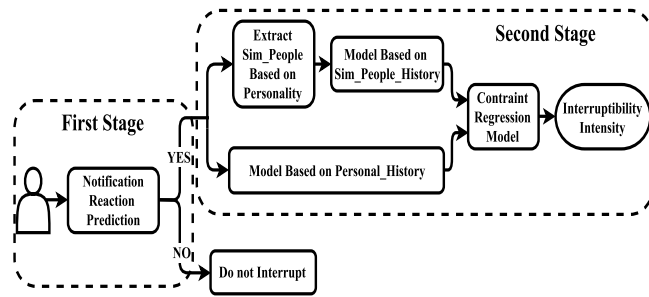 First Stage
Notification
Reaction
Prediction
YES
NO
Do not Interrupt
Second Stage
Extract
Sim_People
Based on
Personality
Model Based on
Sim_People_History
Model Based on Personal_History
Contraint
Regression
Model
Interruptibility
Intensity